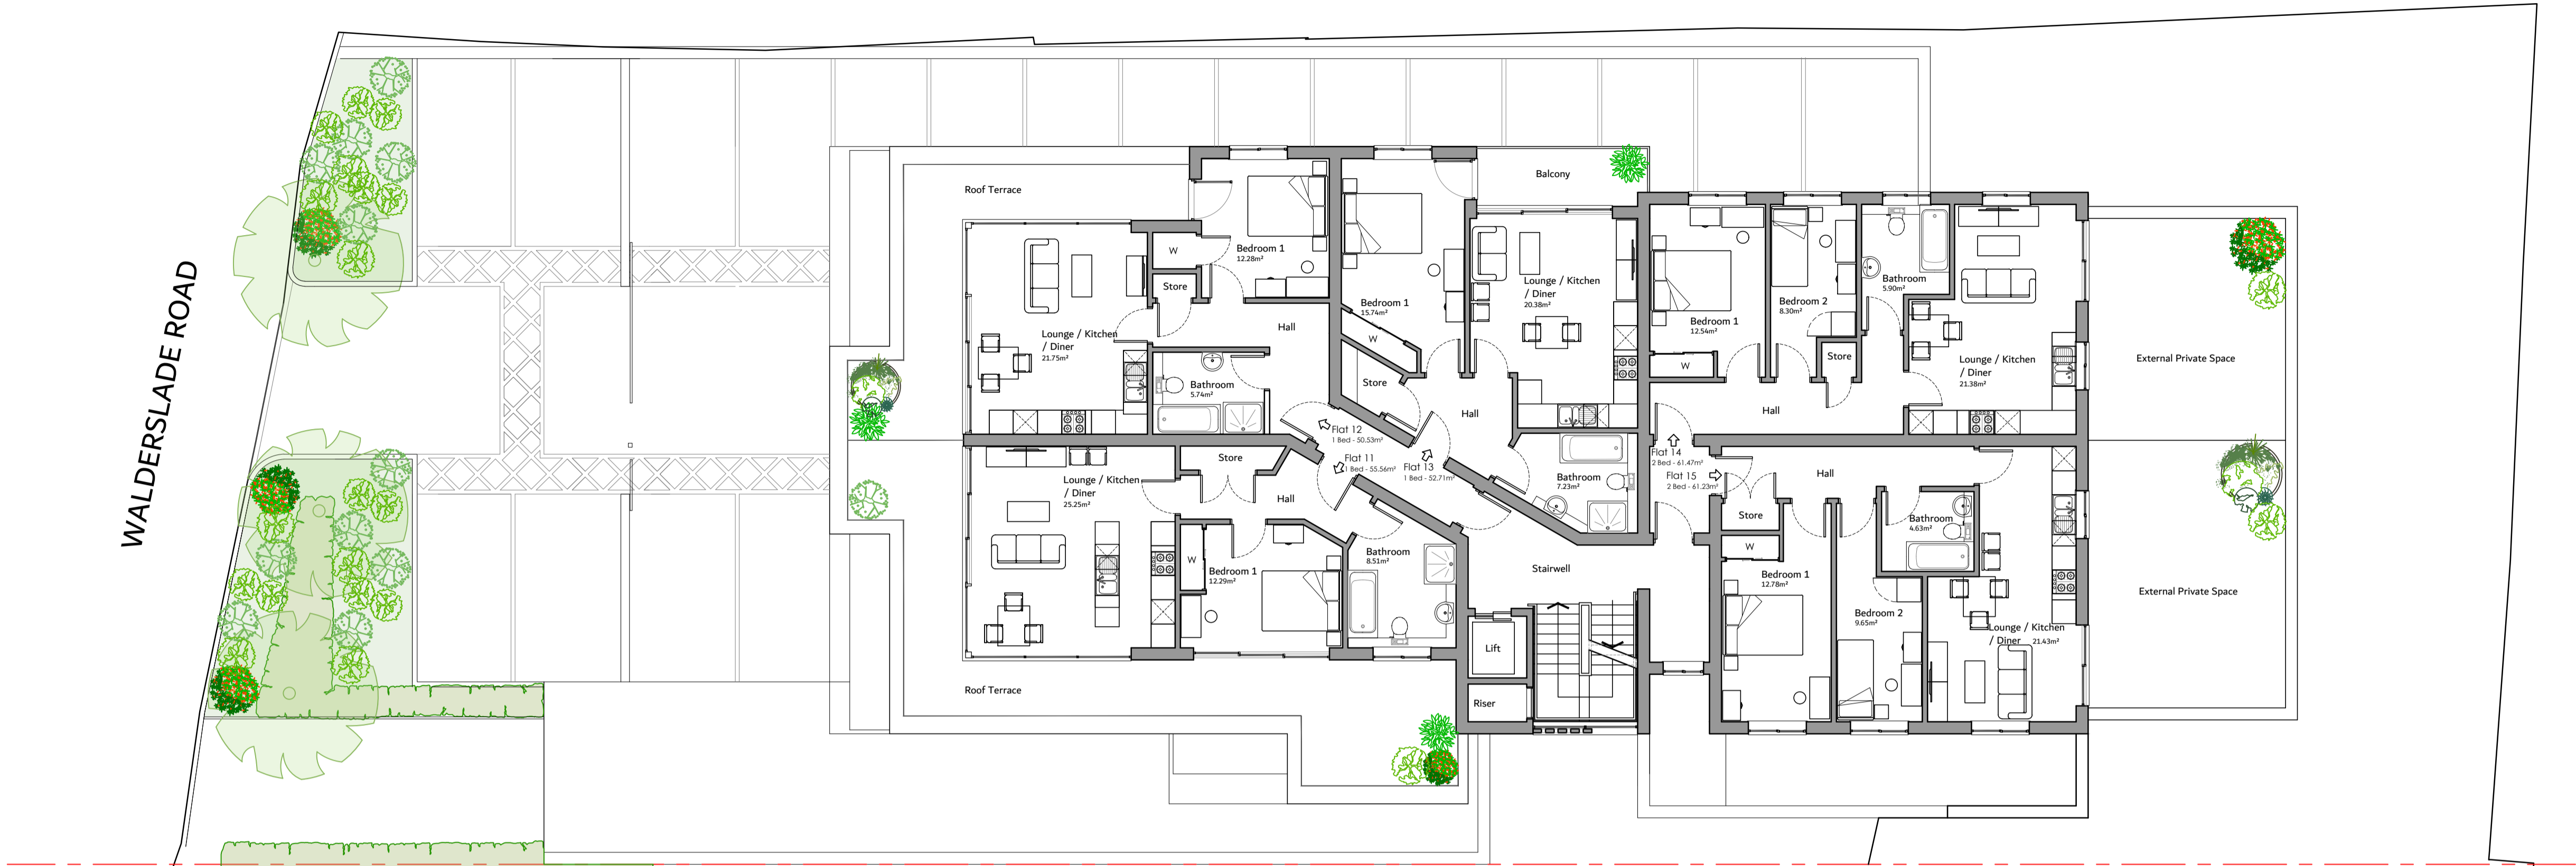 WALDERSLADE ROAD
Roof Terrace
Balcony
W
Bedroom 1
12.28m²
Store
Lounge / Kitchen
/ Diner
21.75m²
Hall
Bathroom
5.74m²
Bedroom 1
15.74m²
W
Store
Lounge / Kitchen
/ Diner
20.38m²
Hall
Bathroom
7.23m²
Bedroom 1
12.54m²
W
Bedroom 2
8.30m²
Store
Bathroom
5.90m²
Lounge / Kitchen
/ Diner
21.38m²
Hall
External Private Space
Flat 12
1 Bed - 50.53m²
Flat 11
1 Bed - 55.56m²
Flat 13
1 Bed - 52.71m²
Flat 14
2 Bed - 61.47m²
Flat 15
2 Bed - 61.23m²
Lounge / Kitchen
/ Diner
25.25m²
Store
Hall
W
Bedroom 1
12.29m²
Bathroom
8.51m²
Stairwell
Lift
Riser
Hall
Store
W
Bedroom 1
12.78m²
Bedroom 2
9.65m²
Bathroom
4.63m²
Lounge / Kitchen
/ Diner 21.43m²
External Private Space
Roof Terrace